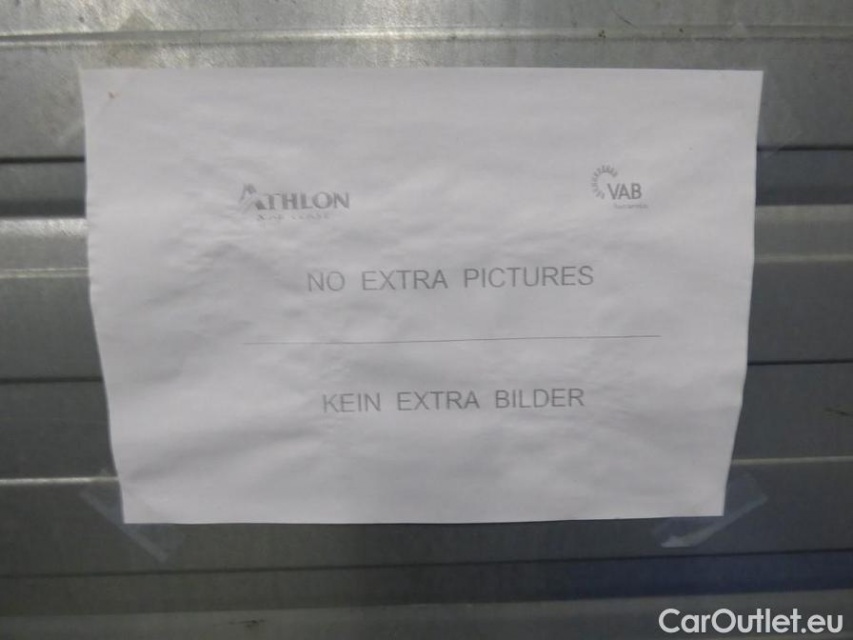 ATHLON
VAB
NO EXTRA PICTURES
KEIN EXTRA BILDER
CarOutlet.eu